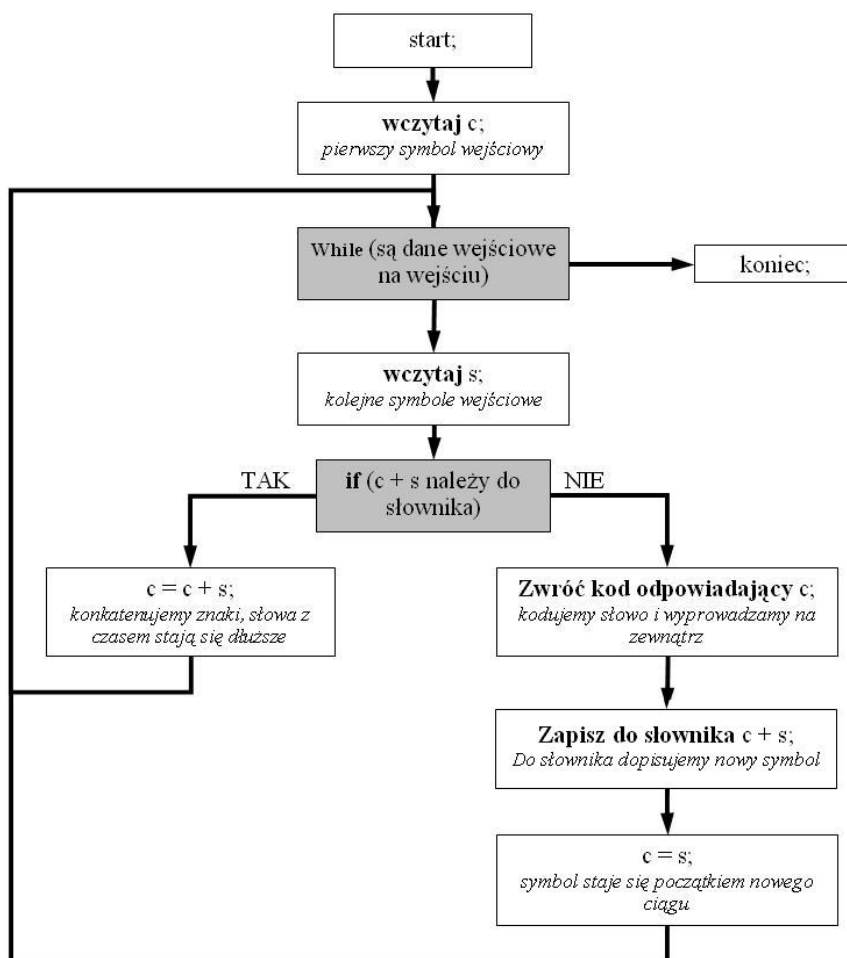 start;
wczytaj c;
pierwszy symbol wejściowy
While (są dane wejściowe
na wejściu)
koniec;
wczytaj s;
kolejne symbole wejściowe
TAK
if (c + s należy do
słownika)
NIE
c = c + s;
konkatenujemy znaki, słowa z
czasem stają się dłuższe
Zwróć kod odpowiadający c;
kodujemy słowo i wyprowadzamy na
zewnątrz
Zapisz do słownika c + s;
Do słownika dopisujemy nowy symbol
c = s;
symbol staje się początkiem nowego
ciągu